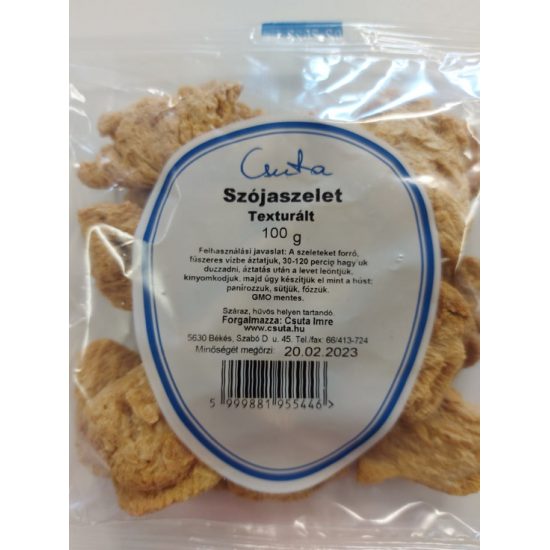 Csuta
Szójaszelet
Texturált
100 g
Felhasználási javaslat: A szeleteket forró,
fűszeres vízbe áztatjuk, 30-120 percig hagyjuk
duzzadni, áztatás után a levet leöntjük,
kinyomkodjuk, majd úgy készítjük el mint a húst:
panírozzuk, sütjük, főzzük.
GMO mentes.
Száraz, hűvös helyen tartandó
Forgalmazza: Csuta Imre
www.csuta.hu
5630 Békés, Szabó D. u. 45. Tel./fax: 66/413-724
Minőségét megőrzi: 20.02.2023
5 999881 955446